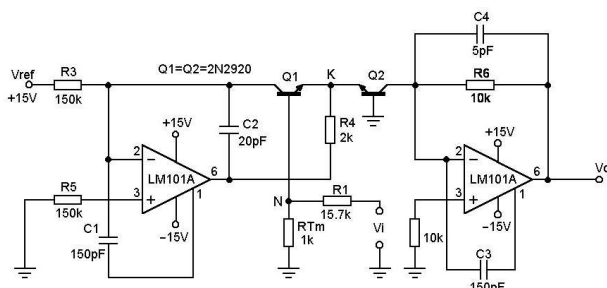 C4
5pF
Vref
R3
Q1=Q2=2N2920
Q1
K
Q2
R6
+15V
150k
10k
C2
20pF
R4
2k
+15V
+15V
2
−
LM101A
6
2
−
LM101A
6
Vo
R5
3
+
1
N
R1
3
+
1
150k
−15V
15.7k
−15V
C1
RTm
1k
Vi
10k
150pF
C3
150pF